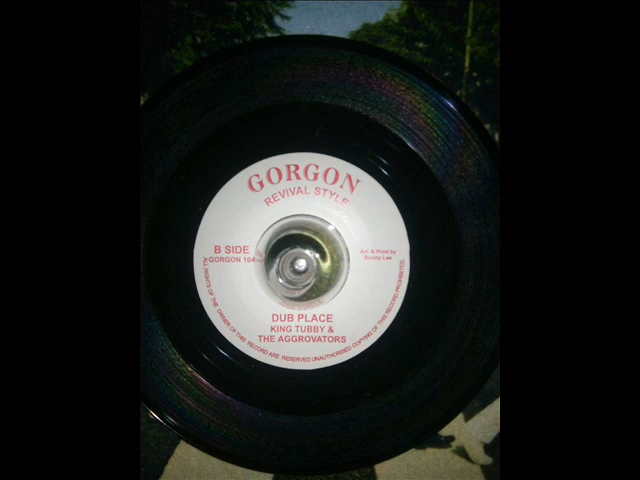 GORGON
REVIVAL STYLE
B SIDE
GORGON 104
Arr. & Prod by
Bunny Lee
DUB PLACE
KING TUBBY &
THE AGGROVATORS
ALL RIGHTS OF THE OWNER OF THIS RECORD ARE RESERVED UNAUTHORISED COPYING OF THIS RECORD PROHIBITED.